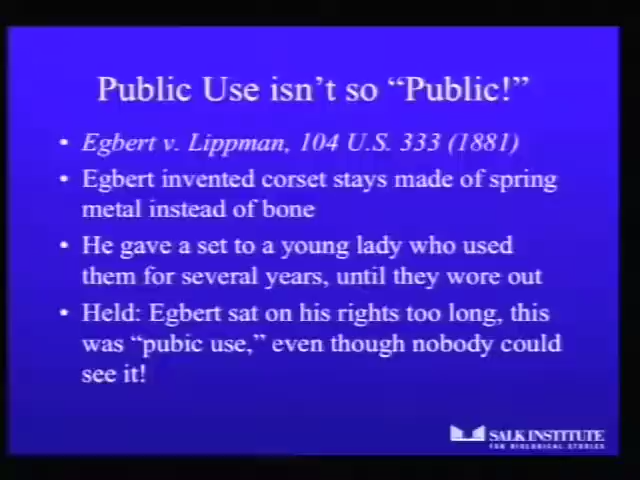 Public Use isn't so “Public!”
• Egbert v. Lippman, 104 U.S. 333 (1881)
• Egbert invented corset stays made of spring
metal instead of bone
• He gave a set to a young lady who used
them for several years, until they wore out
• Held: Egbert sat on his rights too long, this
was “pubic use,” even though nobody could
see it!
SALK INSTITUTE
FOR BIOLOGICAL STUDIES